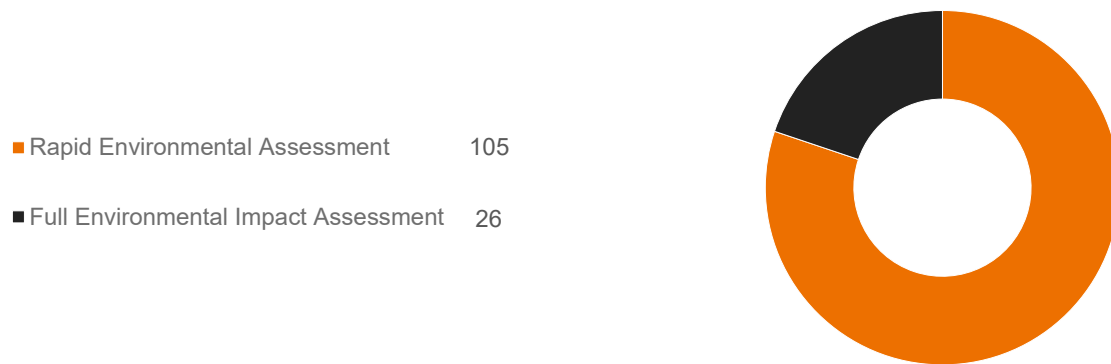 Rapid Environmental Assessment 105
Full Environmental Impact Assessment 26